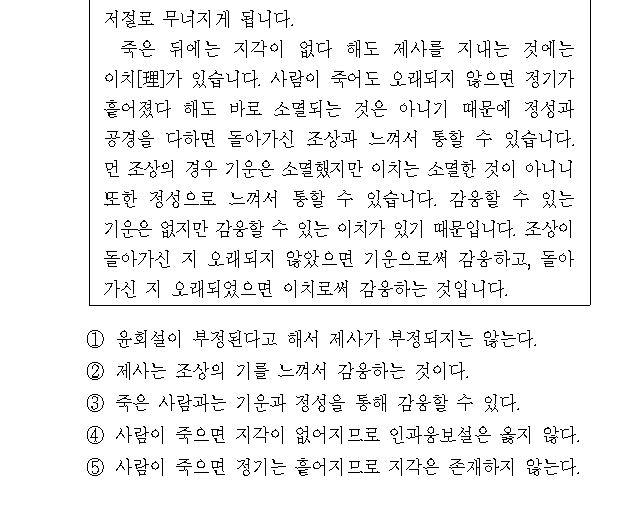 저절로 무너지게 됩니다.
죽은 뒤에는 지각이 없다 해도 제사를 지내는 것에는
이치[理]가 있습니다. 사람이 죽어도 오래되지 않으면 정기가
흩어졌다 해도 바로 소멸되는 것은 아니기 때문에 정성과
공경을 다하면 돌아가신 조상과 느껴서 통할 수 있습니다.
먼 조상의 경우 기운은 소멸했지만 이치는 소멸한 것이 아니니
또한 정성으로 느껴서 통할 수 있습니다. 감응할 수 있는
기운은 없지만 감응할 수 있는 이치가 있기 때문입니다. 조상이
돌아가신 지 오래되지 않았으면 기운으로써 감응하고, 돌아
가신 지 오래되었으면 이치로써 감응하는 것입니다.
① 윤회설이 부정된다고 해서 제사가 부정되지는 않는다.
② 제사는 조상의 기를 느껴서 감응하는 것이다.
③ 죽은 사람과는 기운과 정성을 통해 감응할 수 있다.
④ 사람이 죽으면 지각이 없어지므로 인과응보설은 옳지 않다.
⑤ 사람이 죽으면 정기는 흩어지므로 지각은 존재하지 않는다.